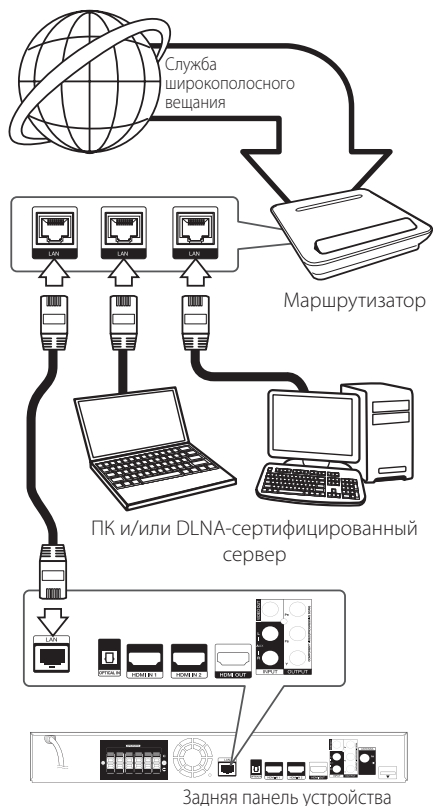 Служба
широкополосного
вещания
LAN
LAN
LAN
Маршрутизатор
ПК и/или DLNA-сертифицированный
сервер
LAN
OPTICAL IN
HDMI IN 1
HDMI IN 2
HDMI OUT
INPUT
OUTPUT
Задняя панель устройства